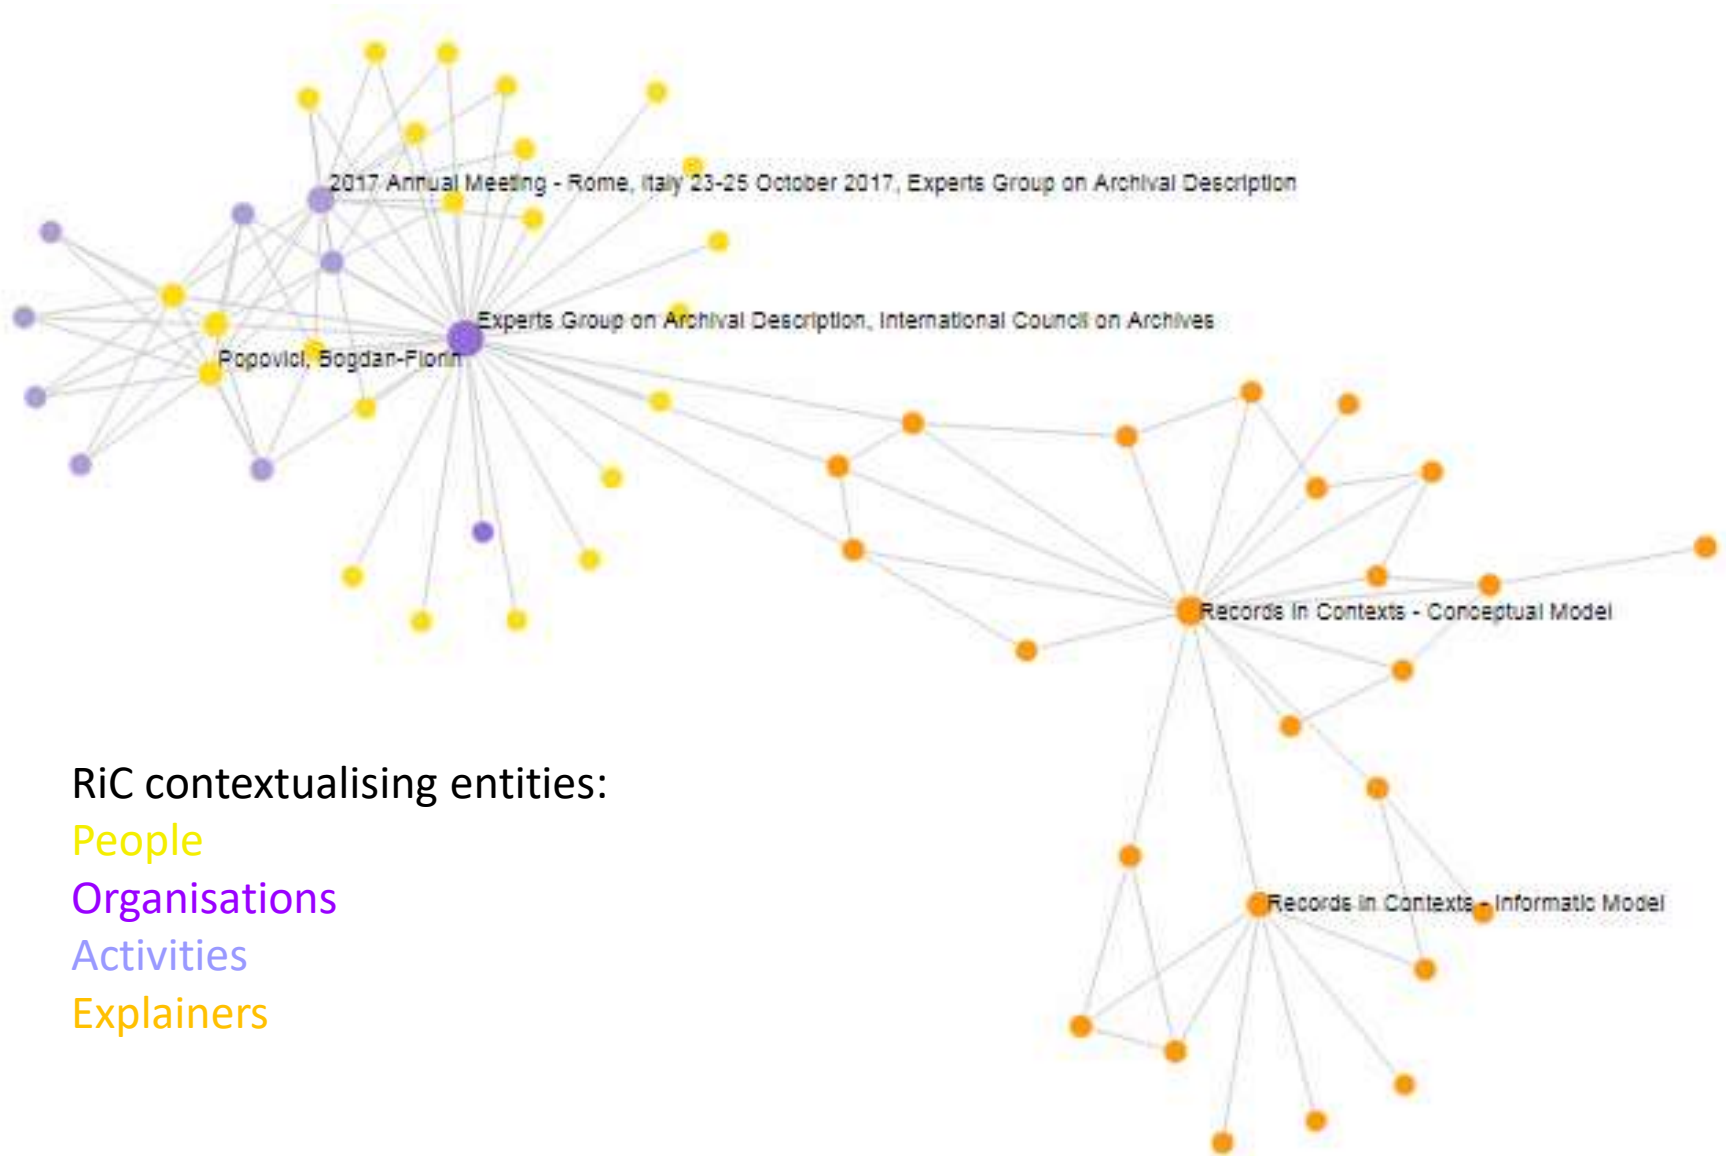 2017 Annual Meeting - Rome, Italy 23-25 October 2017, Experts Group on Archival Description
Experts Group on Archival Description, International Council on Archives
Popovici, Bogdan-Florin
Records in Contexts - Conceptual Model
RiC contextualising entities:
People
Organisations
Activities
Explainers
Records in Contexts - Informatic Model